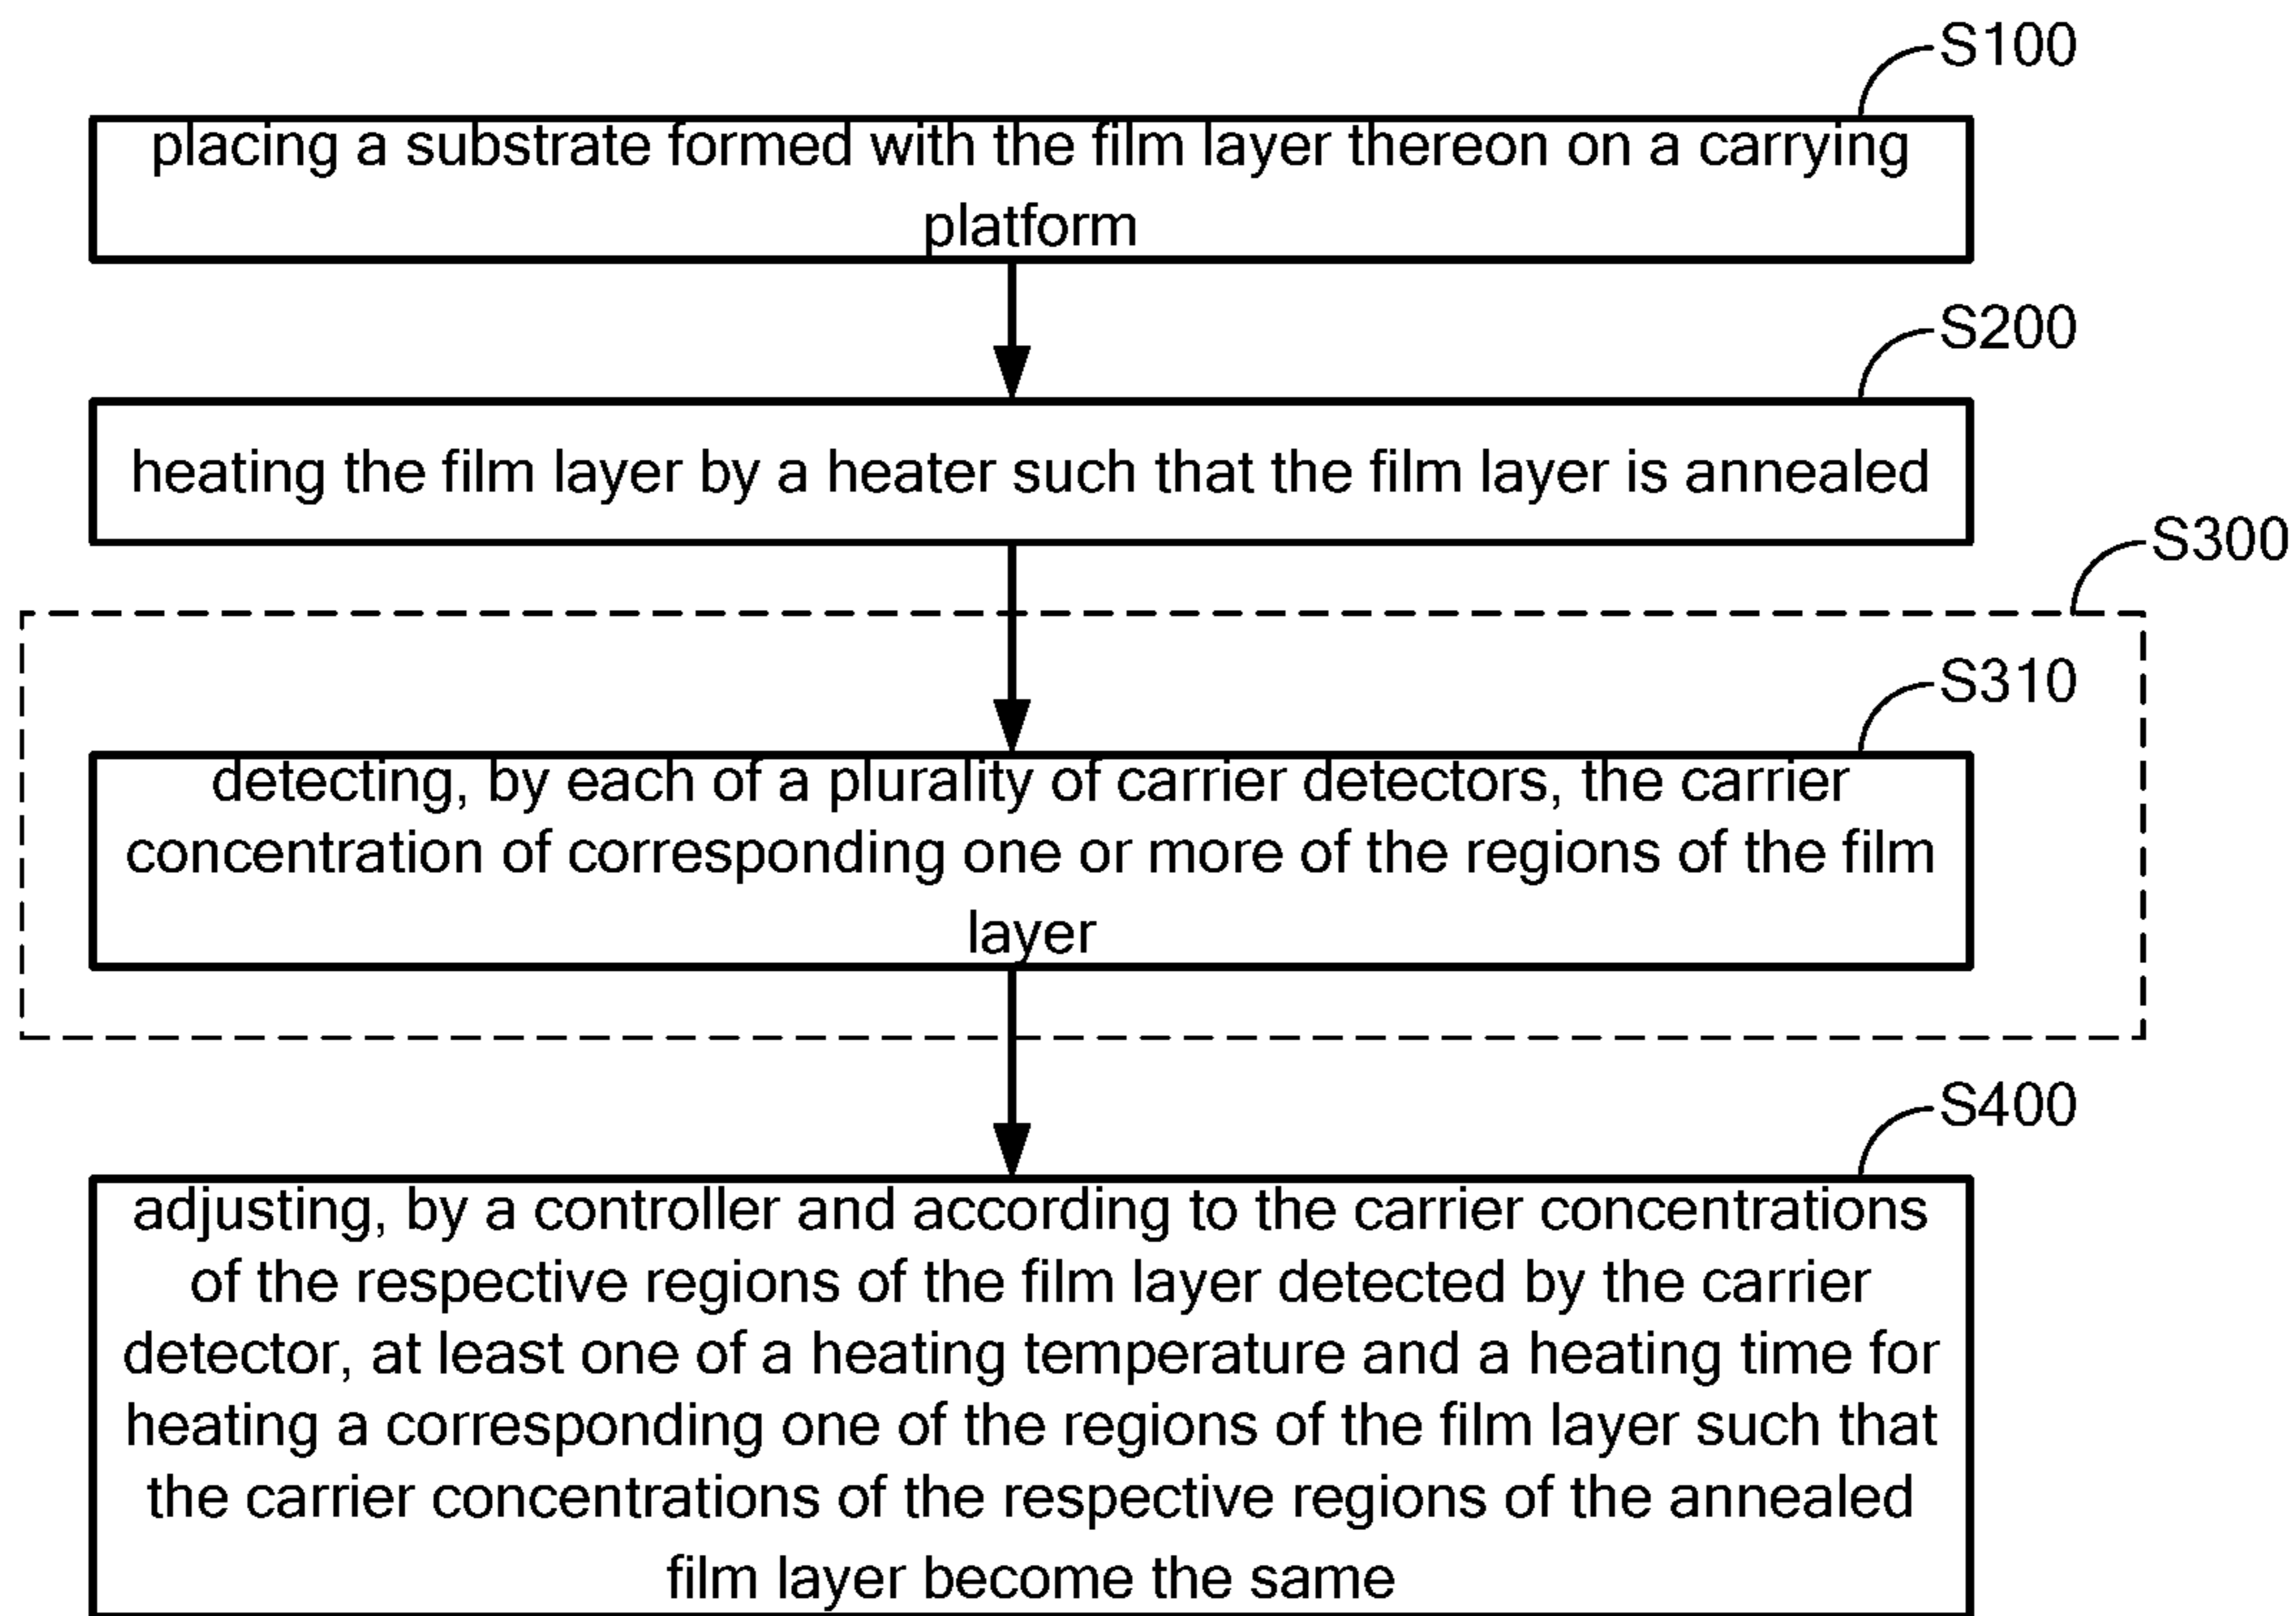 S100
placing a substrate formed with the film layer thereon on a carrying
platform
S200
heating the film layer by a heater such that the film layer is annealed
S300
S310
detecting, by each of a plurality of carrier detectors, the carrier
concentration of corresponding one or more of the regions of the film
layer
S400
adjusting, by a controller and according to the carrier concentrations
of the respective regions of the film layer detected by the carrier
detector, at least one of a heating temperature and a heating time for
heating a corresponding one of the regions of the film layer such that
the carrier concentrations of the respective regions of the annealed
film layer become the same